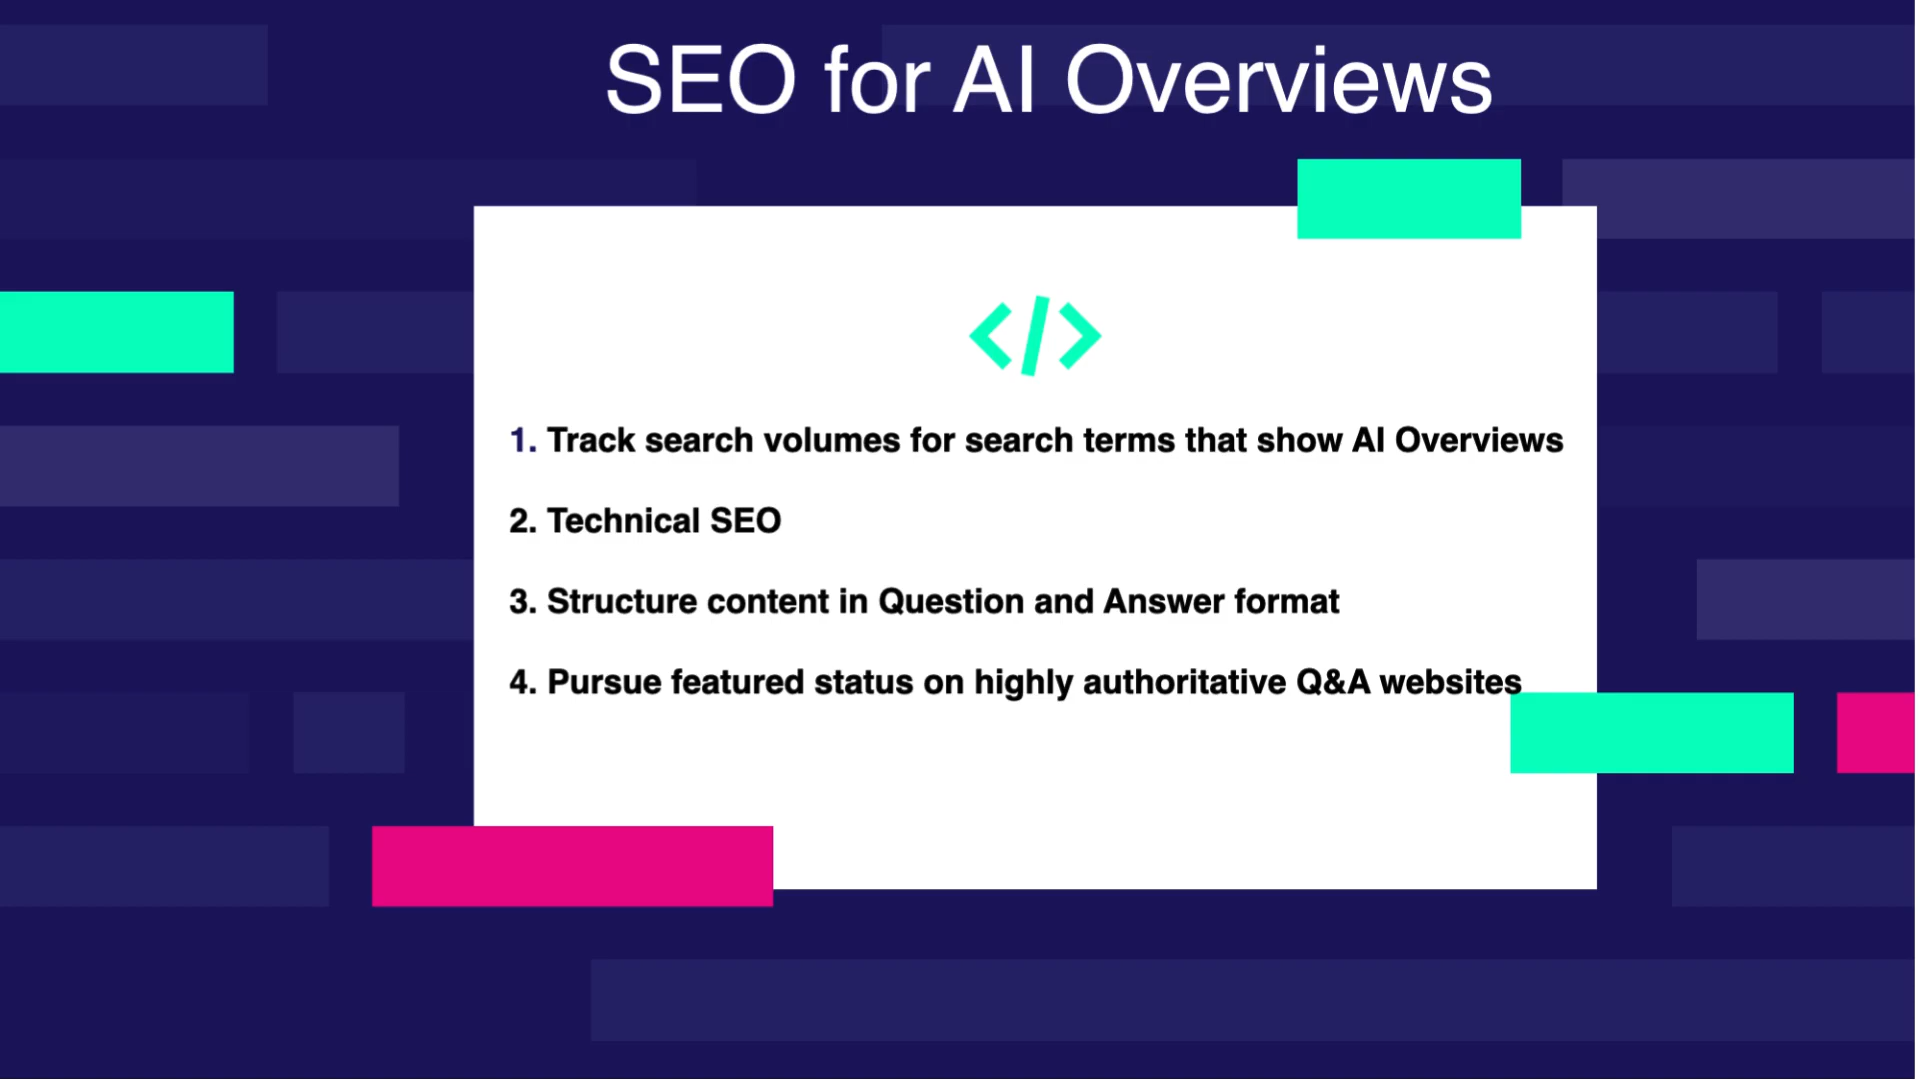 SEO for AI Overviews
</>
1. Track search volumes for search terms that show AI Overviews
2. Technical SEO
3. Structure content in Question and Answer format
4. Pursue featured status on highly authoritative Q&A websites